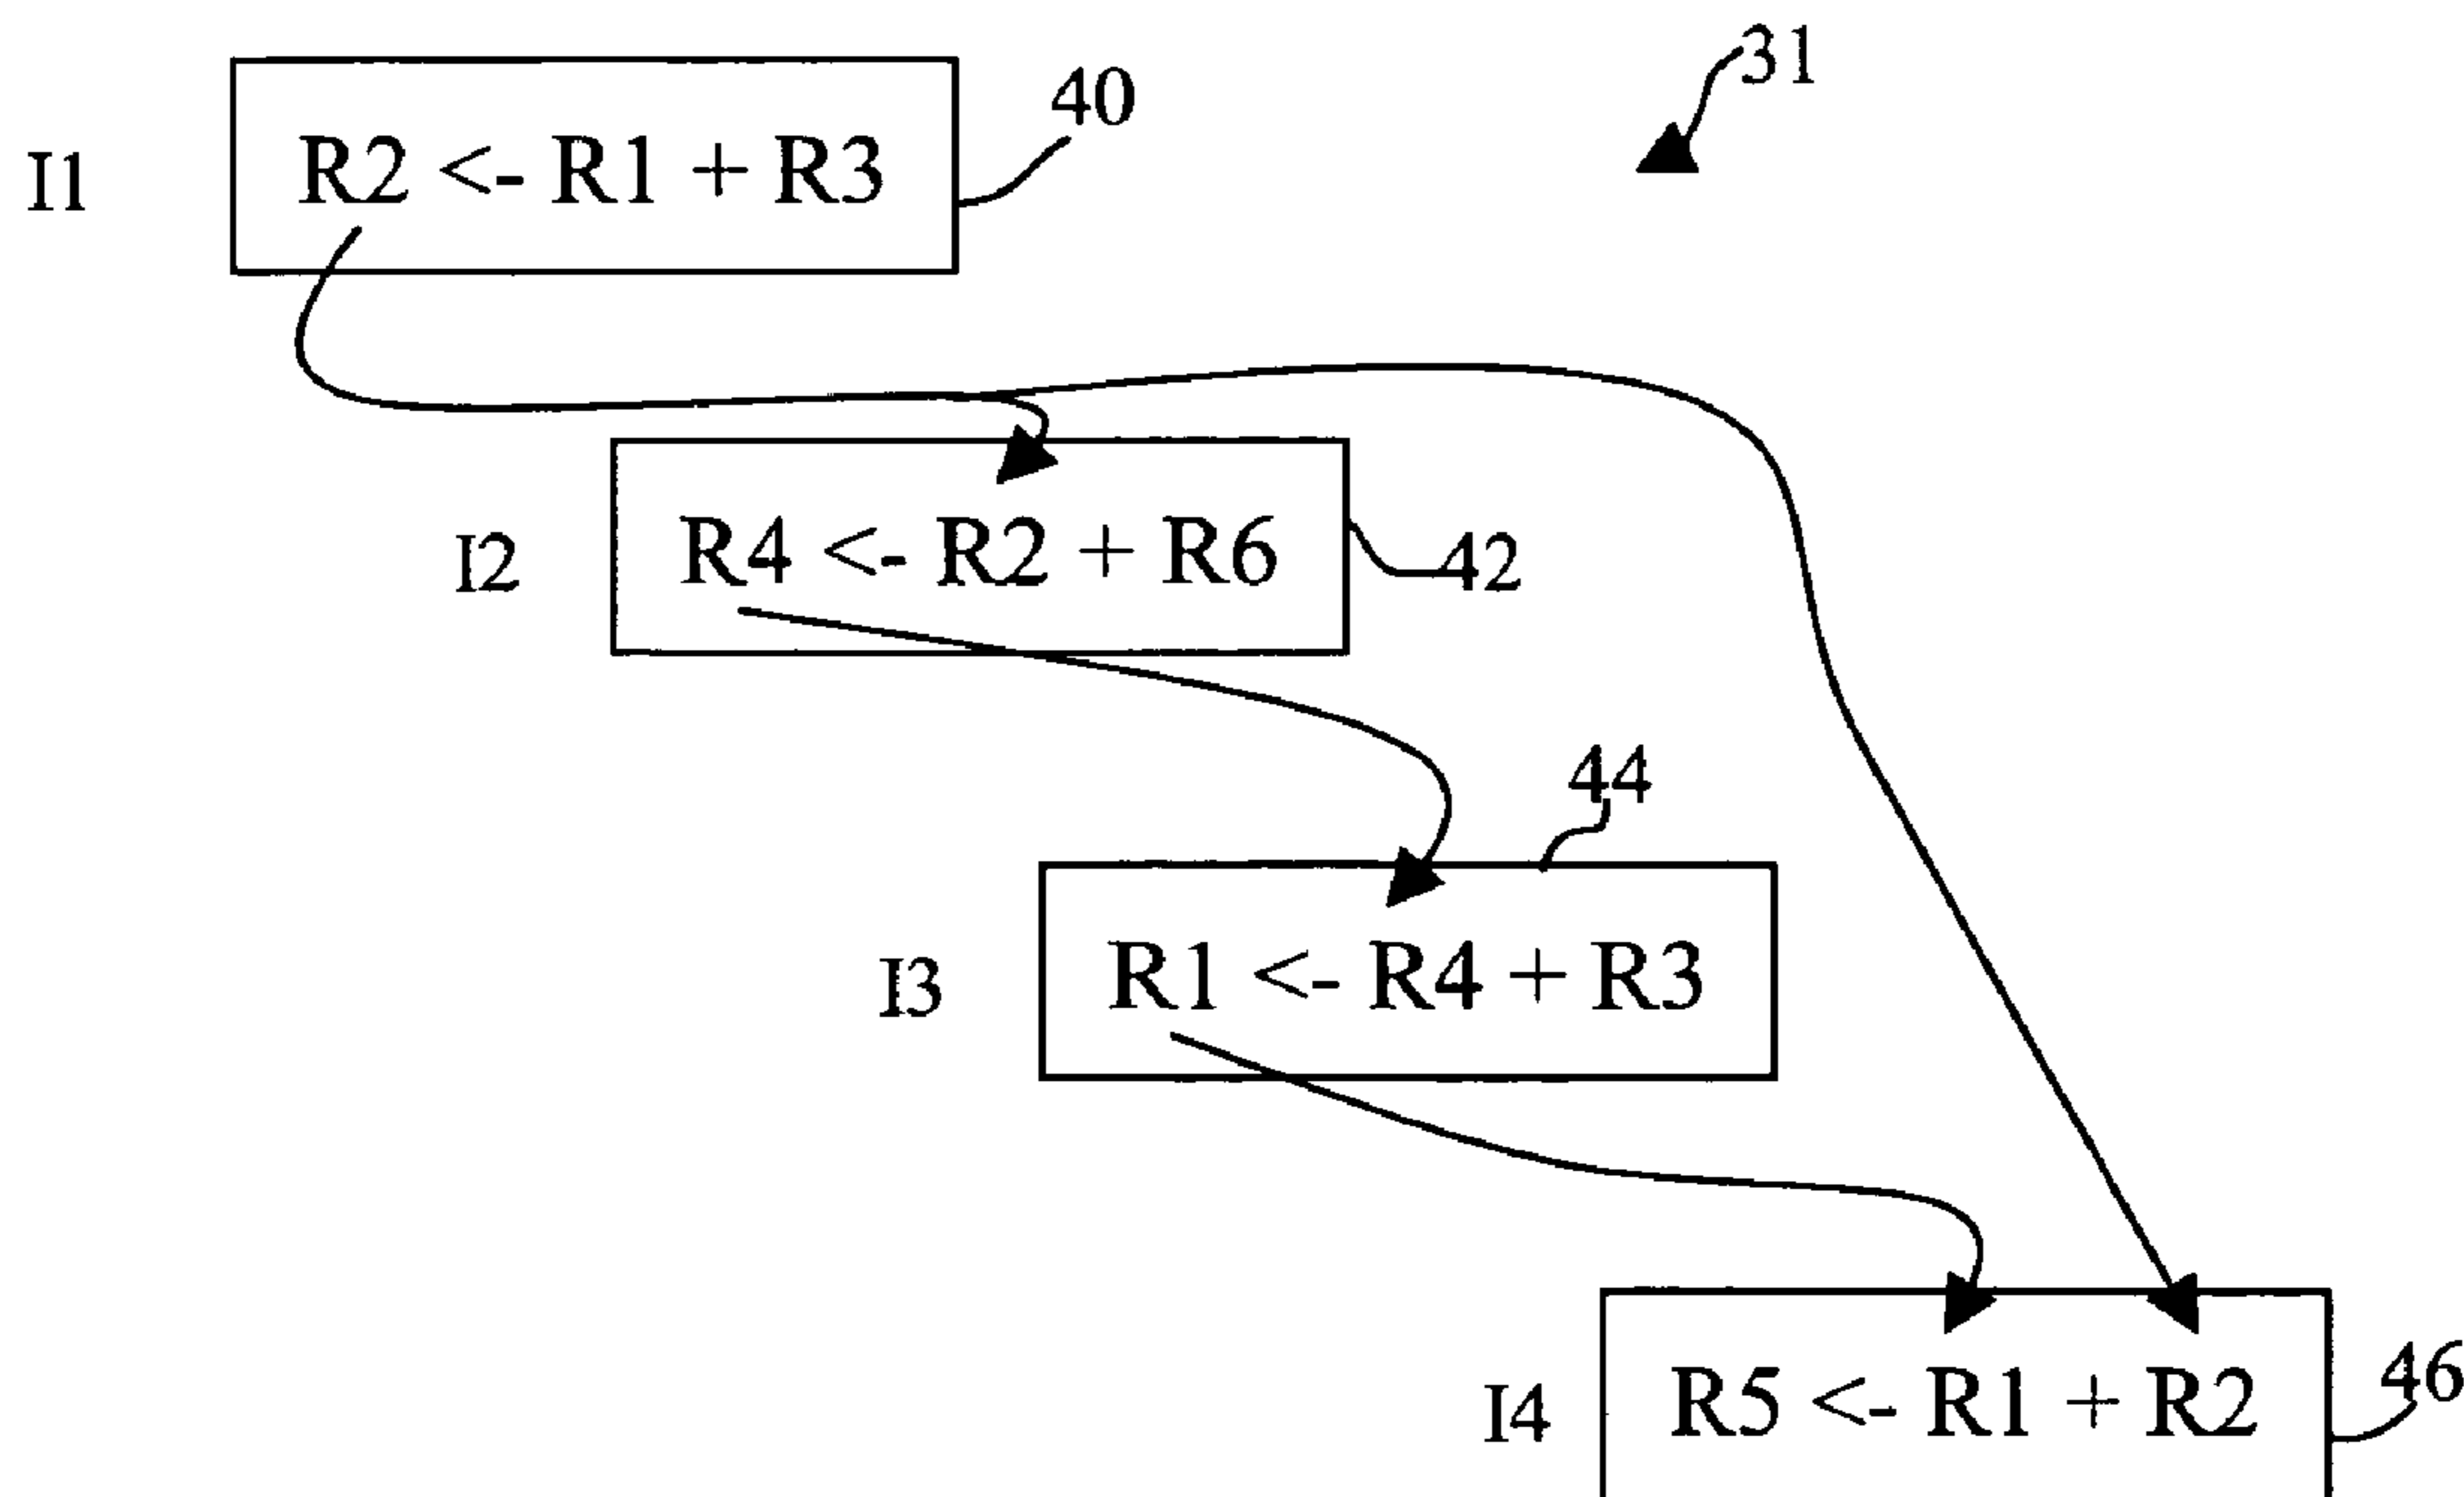 31
40
I1
R2 <- R1 + R3
I2
R4 <- R2 + R6
42
44
I3
R1 <- R4 + R3
I4
R5 <- R1 + R2
46